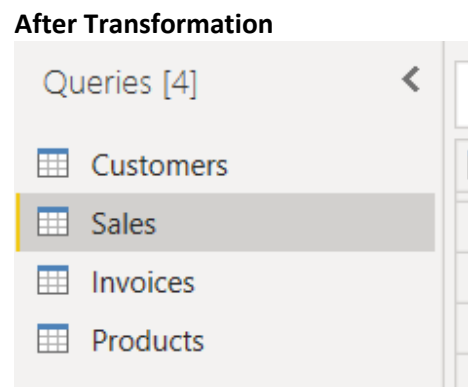 After Transformation
Queries [4]
Customers
Sales
Invoices
Products